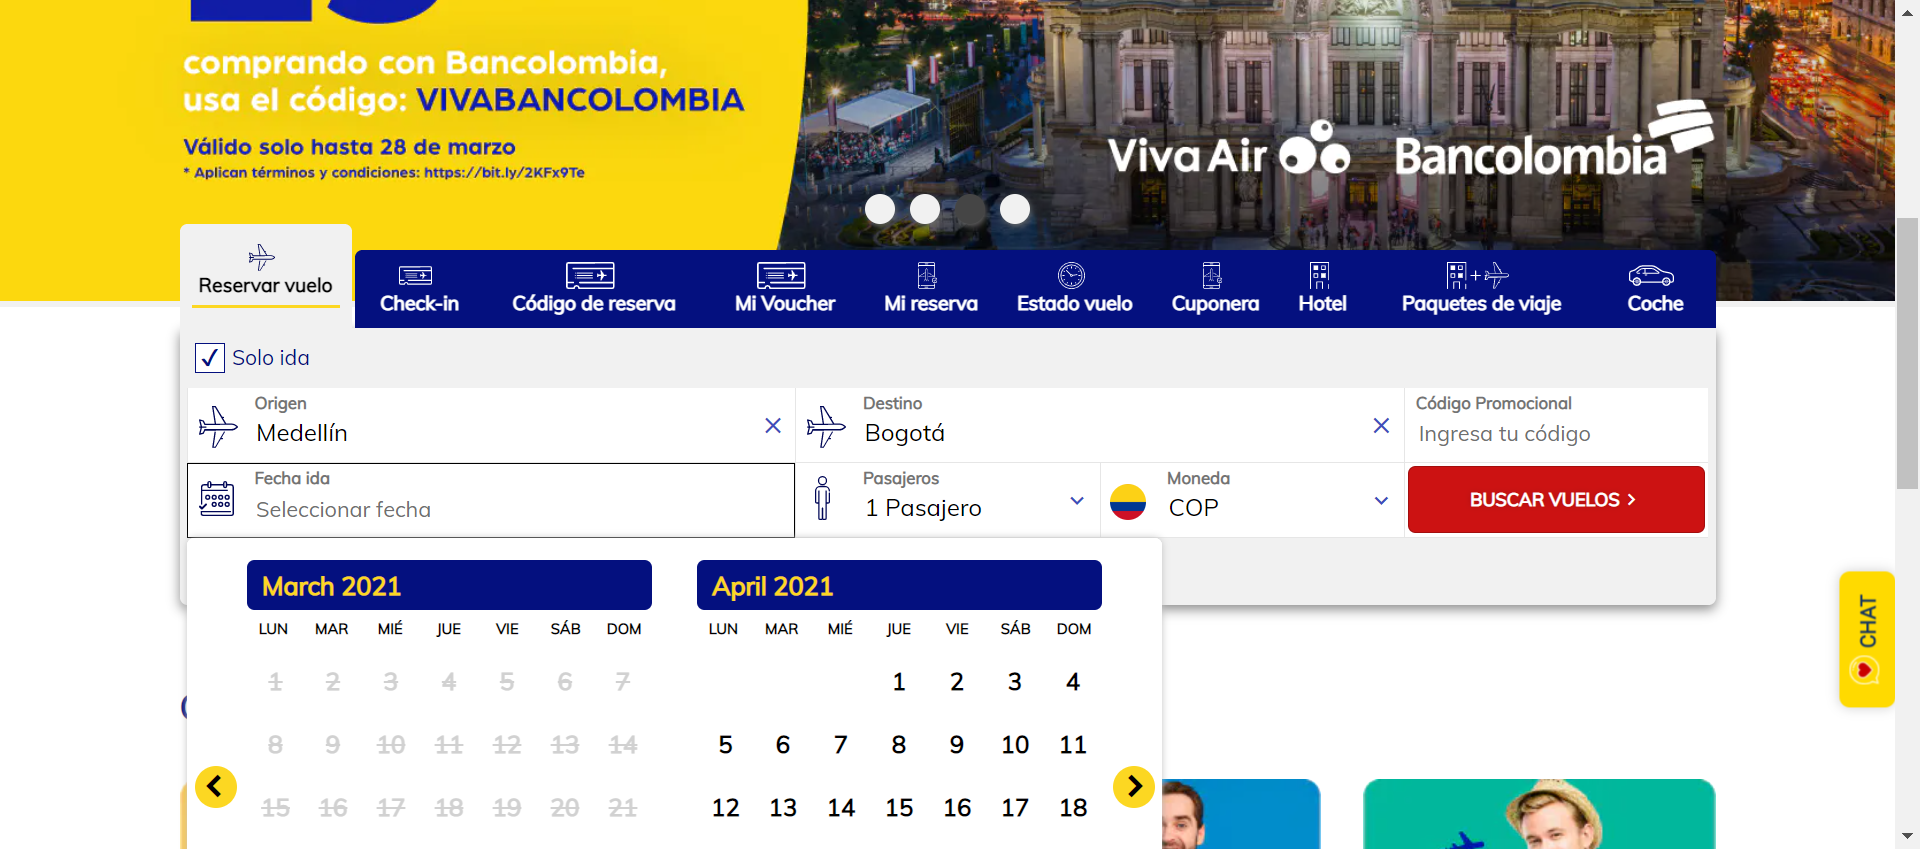 comprando con Bancolombia,
usa el código: VIVABANCOLOMBIA
Válido solo hasta 28 de marzo
* Aplican términos y condiciones: https://bit.ly/2KFx9Te
Viva Air
Bancolombia
Reservar vuelo
Check-in
Código de reserva
Mi Voucher
Mi reserva
Estado vuelo
Cuponera
Hotel
Paquetes de viaje
Coche
Solo ida
Origen
Medellín
Destino
Bogotá
Código Promocional
Ingresa tu código
Fecha ida
Seleccionar fecha
Pasajeros
1 Pasajero
Moneda
COP
BUSCAR VUELOS
March 2021
LUN MAR MIÉ JUE VIE SÁB DOM
1 2 3 4 5 6 7
8 9 10 11 12 13 14
15 16 17 18 19 20 21
April 2021
LUN MAR MIÉ JUE VIE SÁB DOM
1 2 3 4
5 6 7 8 9 10 11
12 13 14 15 16 17 18
CHAT